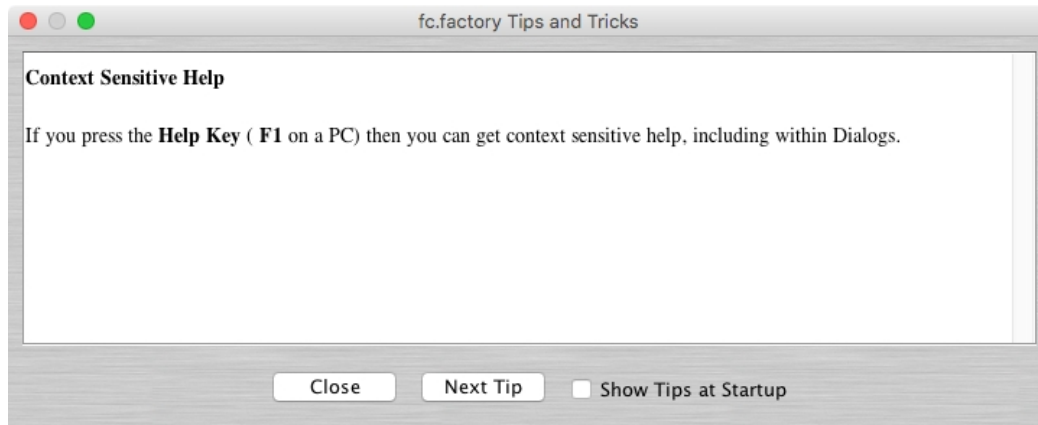 fc.factory Tips and Tricks
Context Sensitive Help
If you press the Help Key ( F1 on a PC) then you can get context sensitive help, including within Dialogs.
Close Next Tip Show Tips at Startup